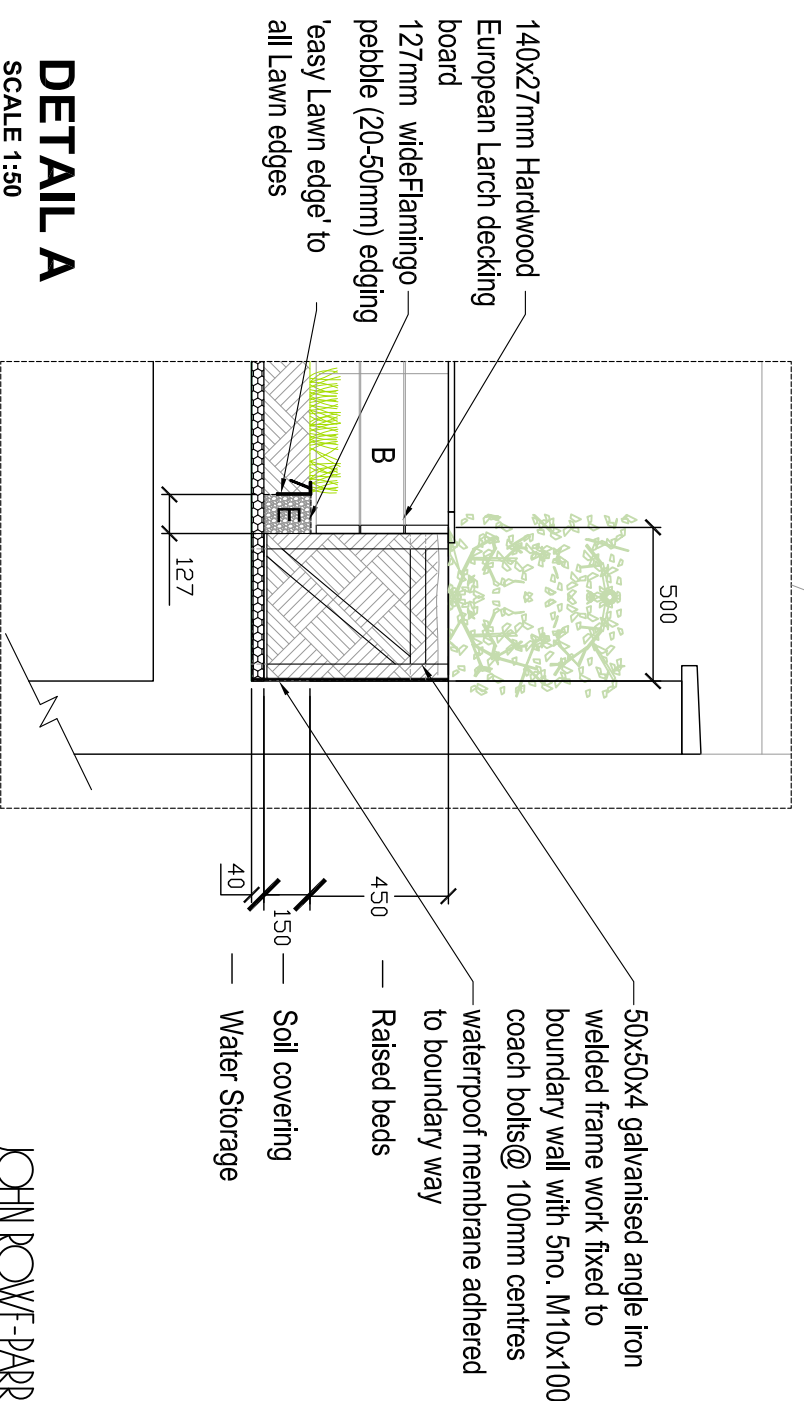 140x27mm Hardwood
European Larch decking
board
127mm wideFlamingo
pebble (20-50mm) edging
'easy Lawn edge' to
all Lawn edges
DETAIL A
SCALE 1:50
B
E
500
127
450
150
40
50x50x4 galvanised angle iron
welded frame work fixed to
boundary wall with 5no. M10x100
coach bolts@ 100mm centres
waterrpoof membrane adhered
to boundary way
Raised beds
Soil covering
Water Storage
JOHN ROWE-PARR